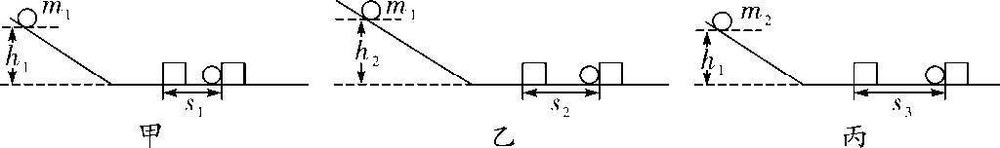 m₁ h₁ s₁
甲
m₁ h₂ s₂
乙
m₂ h₁ s₃
丙